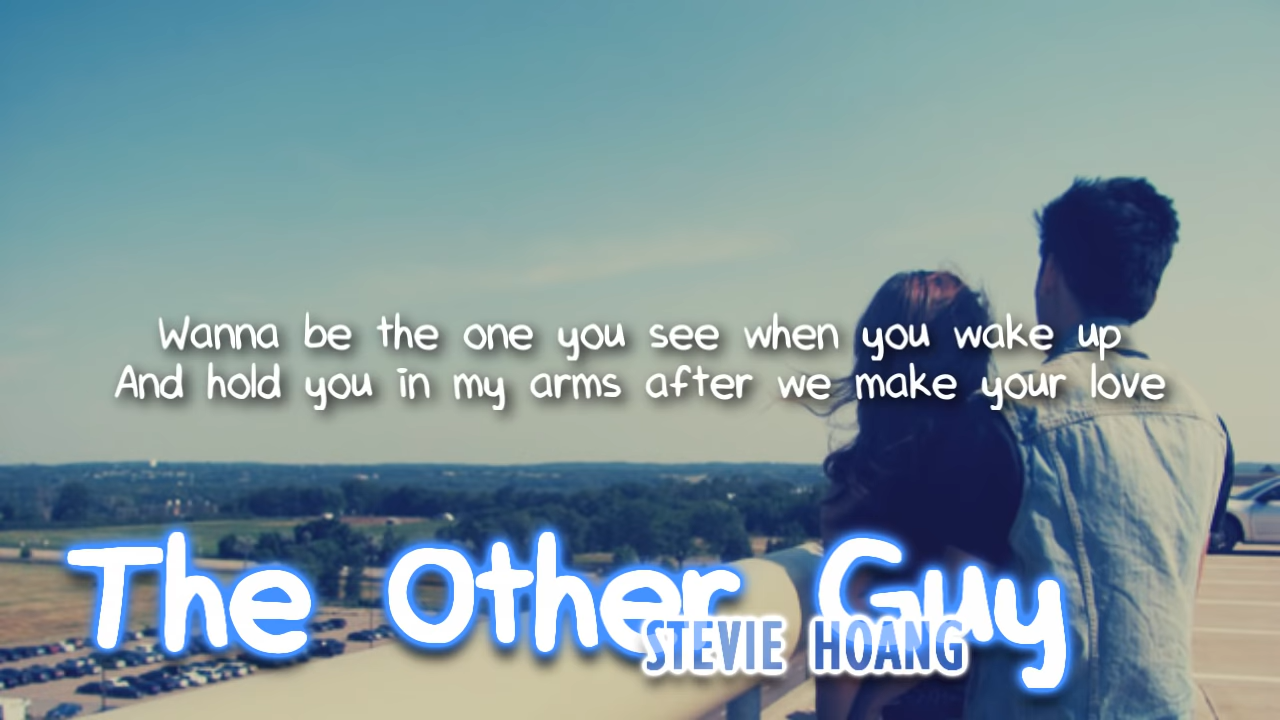 Wanna be the one you see when you wake up
And hold you in my arms after we make your love
The Other Guy
STEVIE HOANG